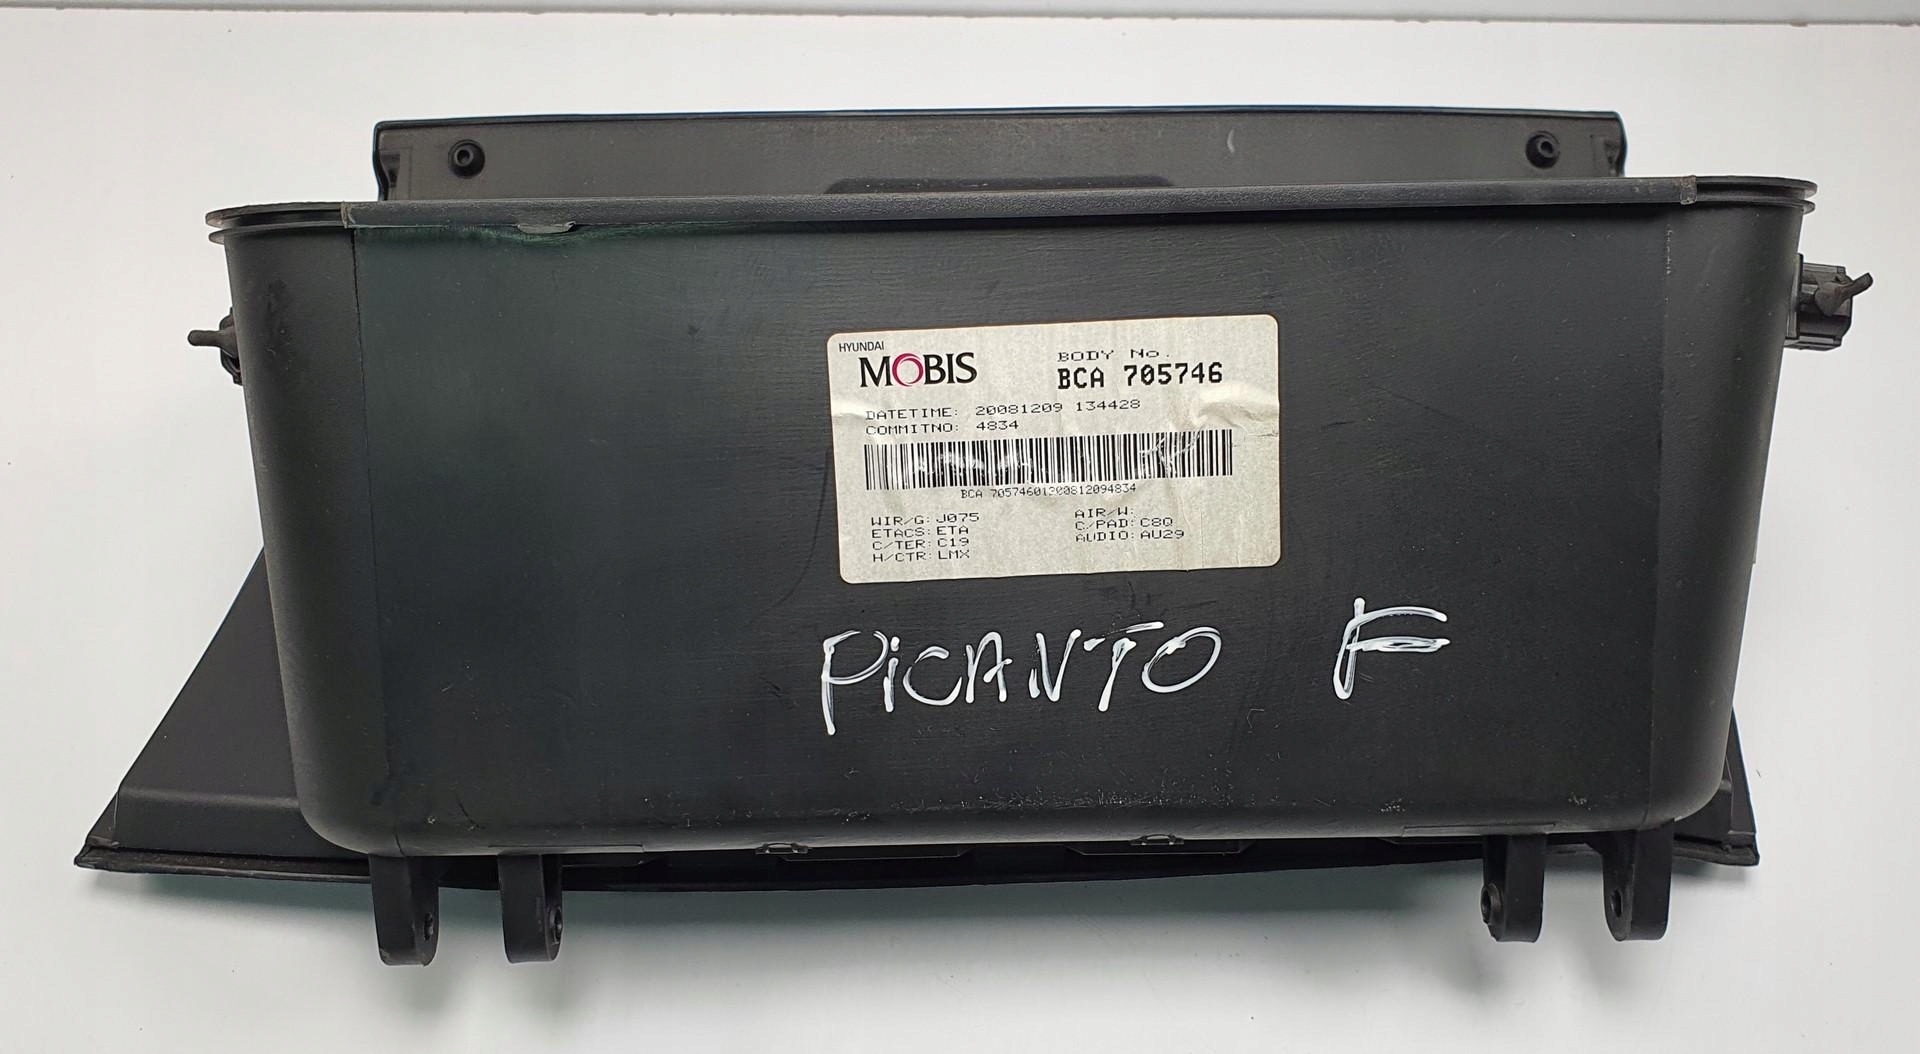 HYUNDAI
MOBIS
BODY No.
BCA 705746
DATETIME: 20081209 134428
COMMITNO: 4834
BCA 70574601200812094834
WIR/G: J075
ETACS: ETA
C/TER: C19
H/CTR: LMX
AIR/W:
C/PAD: C8Q
AUDIO: AU29
PiCANTO F